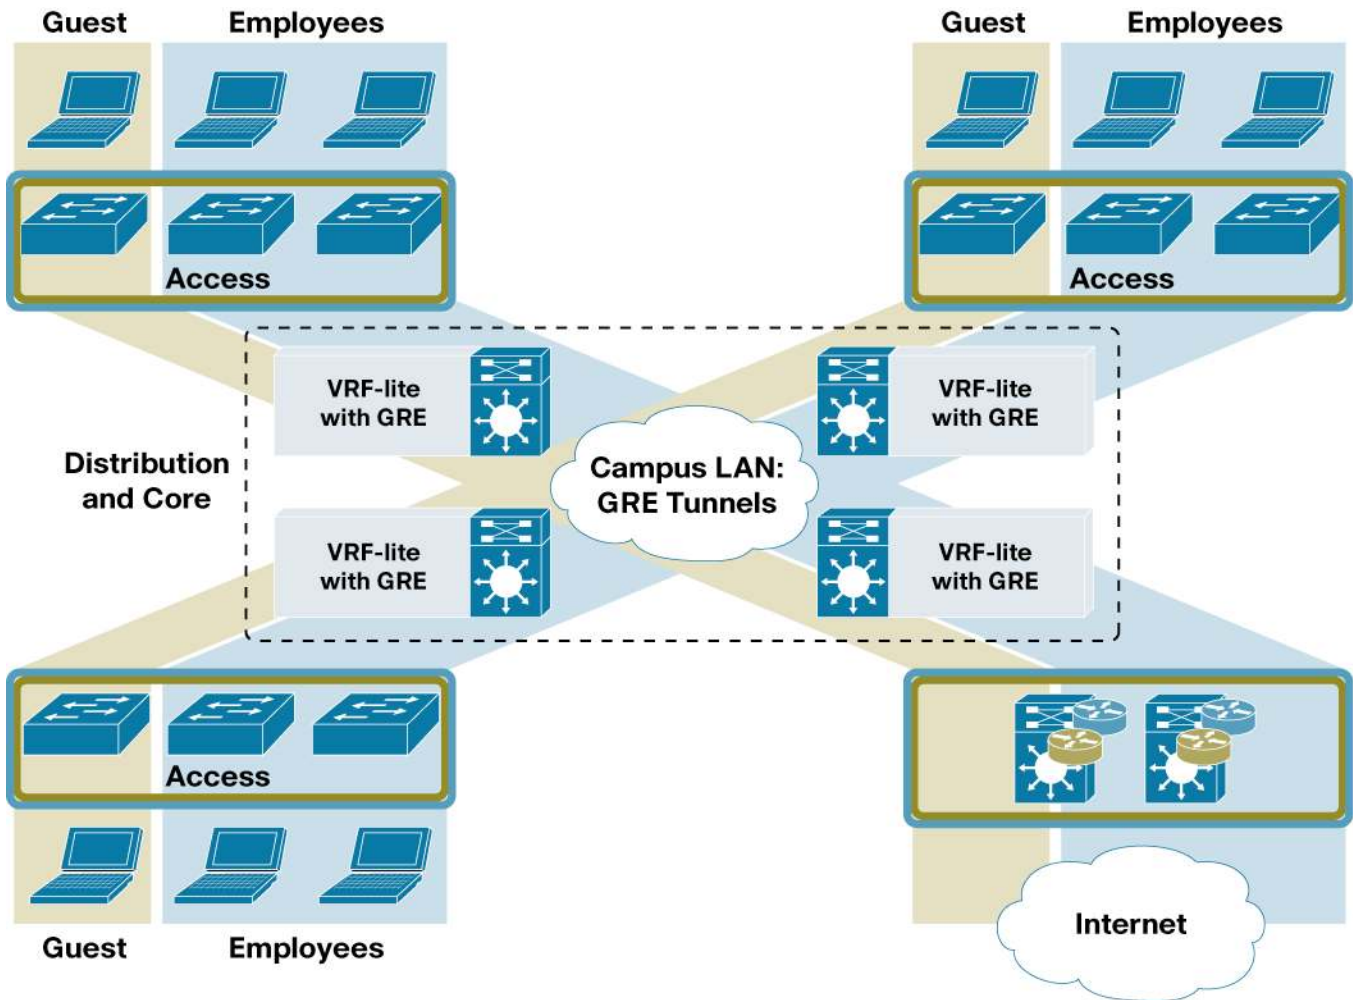 Guest
Employees
Guest
Employees
Access
Access
VRF-lite
with GRE
VRF-lite
with GRE
Distribution
and Core
Campus LAN:
GRE Tunnels
VRF-lite
with GRE
VRF-lite
with GRE
Access
Internet
Guest
Employees